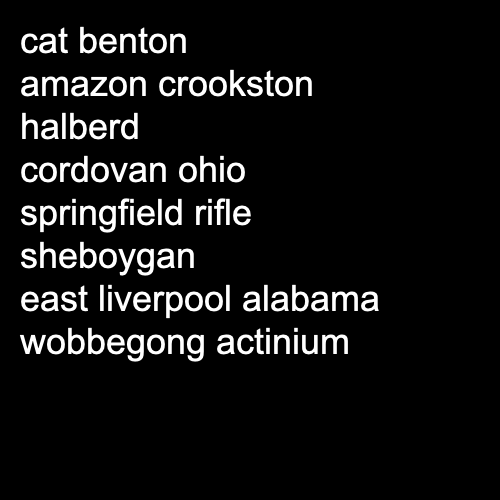 cat benton
amazon crookston
halberd
cordovan ohio
springfield rifle
sheboygan
east liverpool alabama
wobbegong actinium